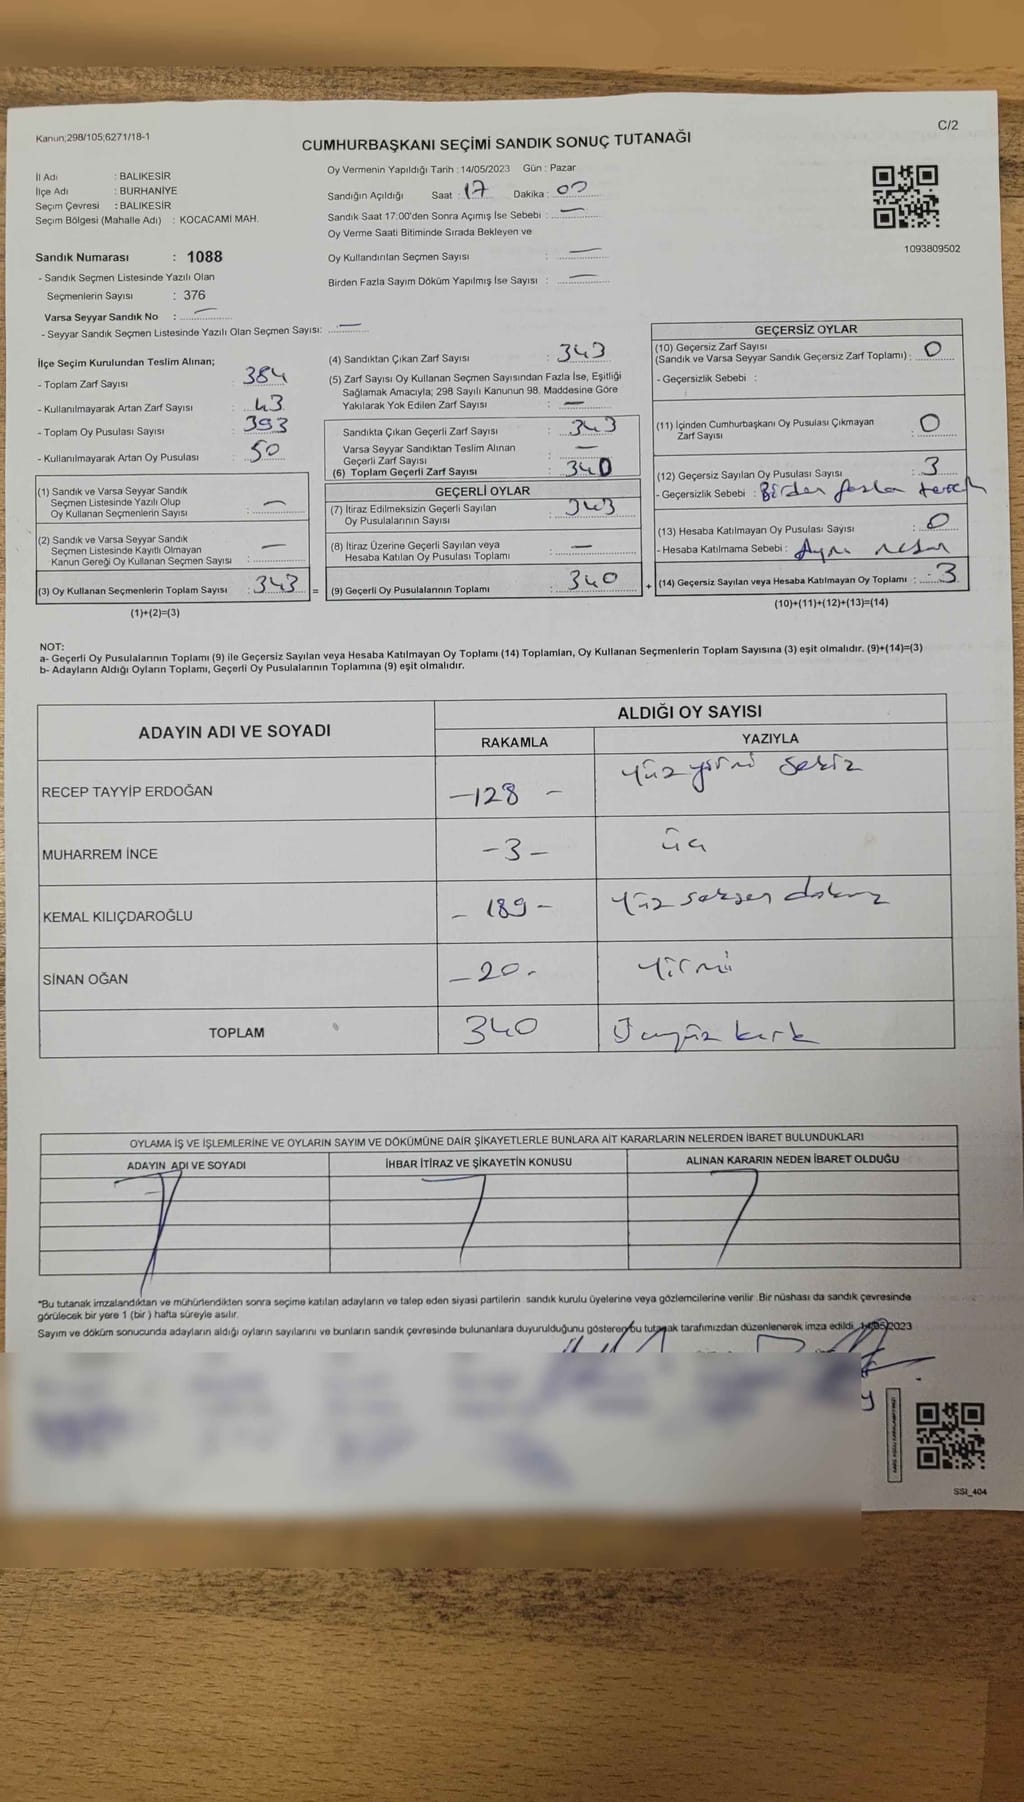 Kanun;298/105;6271/18-1
C/2
CUMHURBAŞKANI SEÇİMİ SANDIK SONUÇ TUTANAĞI
İl Adı : BALIKESİR
İlçe Adı : BURHANİYE
Seçim Çevresi : BALIKESİR
Seçim Bölgesi (Mahalle Adı) : KOCACAMİ MAH.
Oy Vermenin Yapıldığı Tarih : 14/05/2023 Gün : Pazar
Sandığın Açıldığı Saat : 17 Dakika : 00
Sandık Saat 17:00'den Sonra Açımış İse Sebebi : —
Oy Verme Saati Bitiminde Sırada Bekleyen ve
Oy Kullandırılan Seçmen Sayısı : —
Birden Fazla Sayım Döküm Yapılmış İse Sayısı : —
1093809502
Sandık Numarası : 1088
- Sandık Seçmen Listesinde Yazılı Olan
Seçmenlerin Sayısı : 376
Varsa Seyyar Sandık No : —
- Seyyar Sandık Seçmen Listesinde Yazılı Olan Seçmen Sayısı: —
İlçe Seçim Kurulundan Teslim Alınan;
- Toplam Zarf Sayısı : 384
- Kullanılmayarak Artan Zarf Sayısı : 43
- Toplam Oy Pusulası Sayısı : 393
- Kullanılmayarak Artan Oy Pusulası : 50
(1) Sandık ve Varsa Seyyar Sandık
Seçmen Listesinde Yazılı Olup
Oy Kullanan Seçmenlerin Sayısı : —
(2) Sandık ve Varsa Seyyar Sandık
Seçmen Listesinde Kayıtlı Olmayan
Kanun Gereği Oy Kullanan Seçmen Sayısı : —
(3) Oy Kullanan Seçmenlerin Toplam Sayısı : 343 =
(1)+(2)=(3)
(4) Sandıktan Çıkan Zarf Sayısı : 343
(5) Zarf Sayısı Oy Kullanan Seçmen Sayısından Fazla İse, Eşitliği
Sağlamak Amacıyla; 298 Sayılı Kanunun 98. Maddesine Göre
Yakılarak Yok Edilen Zarf Sayısı : —
Sandıkta Çıkan Geçerli Zarf Sayısı : 343
Varsa Seyyar Sandıktan Teslim Alınan
Geçerli Zarf Sayısı : —
(6) Toplam Geçerli Zarf Sayısı : 340
GEÇERLİ OYLAR
(7) İtiraz Edilmeksizin Geçerli Sayılan
Oy Pusulalarının Sayısı : 343
(8) İtiraz Üzerine Geçerli Sayılan veya
Hesaba Katılan Oy Pusulası Toplamı : —
(9) Geçerli Oy Pusulalarının Toplamı : 340 +
GEÇERSİZ OYLAR
(10) Geçersiz Zarf Sayısı
(Sandık ve Varsa Seyyar Sandık Geçersiz Zarf Toplamı) : 0
- Geçersizlik Sebebi :
(11) İçinden Cumhurbaşkanı Oy Pusulası Çıkmayan
Zarf Sayısı : 0
(12) Geçersiz Sayılan Oy Pusulası Sayısı : 3
- Geçersizlik Sebebi : Birden fazla tercih
(13) Hesaba Katılmayan Oy Pusulası Sayısı : 0
- Hesaba Katılmama Sebebi :
(14) Geçersiz Sayılan veya Hesaba Katılmayan Oy Toplamı : 3
(10)+(11)+(12)+(13)=(14)
NOT:
a- Geçerli Oy Pusulalarının Toplamı (9) ile Geçersiz Sayılan veya Hesaba Katılmayan Oy Toplamı (14) Toplamları, Oy Kullanan Seçmenlerin Toplam Sayısına (3) eşit olmalıdır. (9)+(14)=(3)
b- Adayların Aldığı Oyların Toplamı, Geçerli Oy Pusulalarının Toplamına (9) eşit olmalıdır.
ADAYIN ADI VE SOYADI ALDIĞI OY SAYISI
RAKAMLA YAZIYLA
RECEP TAYYİP ERDOĞAN -128- Yüz yirmi sekiz
MUHARREM İNCE -3- üç
KEMAL KILIÇDAROĞLU -189- Yüz seksen dokuz
SİNAN OĞAN -20- Yirmi
TOPLAM 340 Üçyüz kırk
OYLAMA İŞ VE İŞLEMLERİNE VE OYLARIN SAYIM VE DÖKÜMÜNE DAİR ŞİKAYETLERLE BUNLARA AİT KARARLARIN NELERDEN İBARET BULUNDUKLARI
ADAYIN ADI VE SOYADI İHBAR İTİRAZ VE ŞİKAYETİN KONUSU ALINAN KARARIN NEDEN İBARET OLDUĞU
*Bu tutanak imzalandıktan ve mühürlendikten sonra seçime katılan adayların ve talep eden siyasi partilerin sandık kurulu üyelerine veya gözlemcilerine verilir. Bir nüshası da sandık çevresinde
görülecek bir yere 1 (bir) hafta süreyle asılır.
Sayım ve döküm sonucunda adayların aldığı oyların sayılarını ve bunların sandık çevresinde bulunanlara duyurulduğunu gösteren bu tutanak tarafımızdan düzenlenerek imza edildi. 14/05/2023
SSI_404